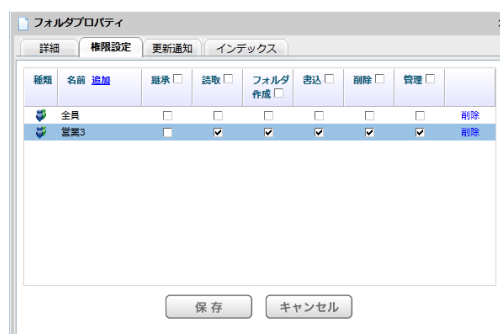 フォルダプロパティ
詳細 権限設定 更新通知 インデックス
種類 名前 追加 継承 読取 フォルダ作成 書込 削除 管理
全員 削除
営業3 削除
保存 キャンセル